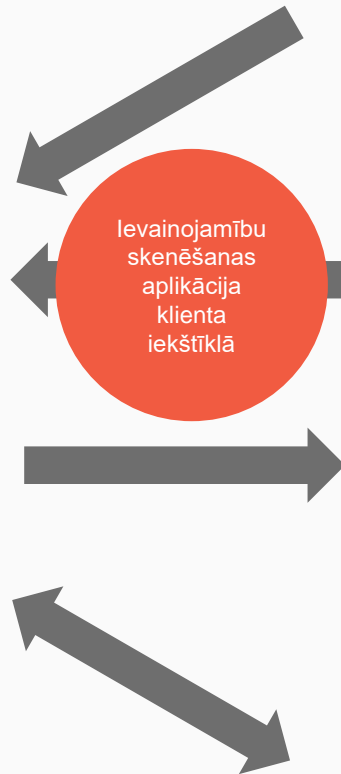 Ievainojamību
skenēšanas
aplikācija
klienta
iekštīklā